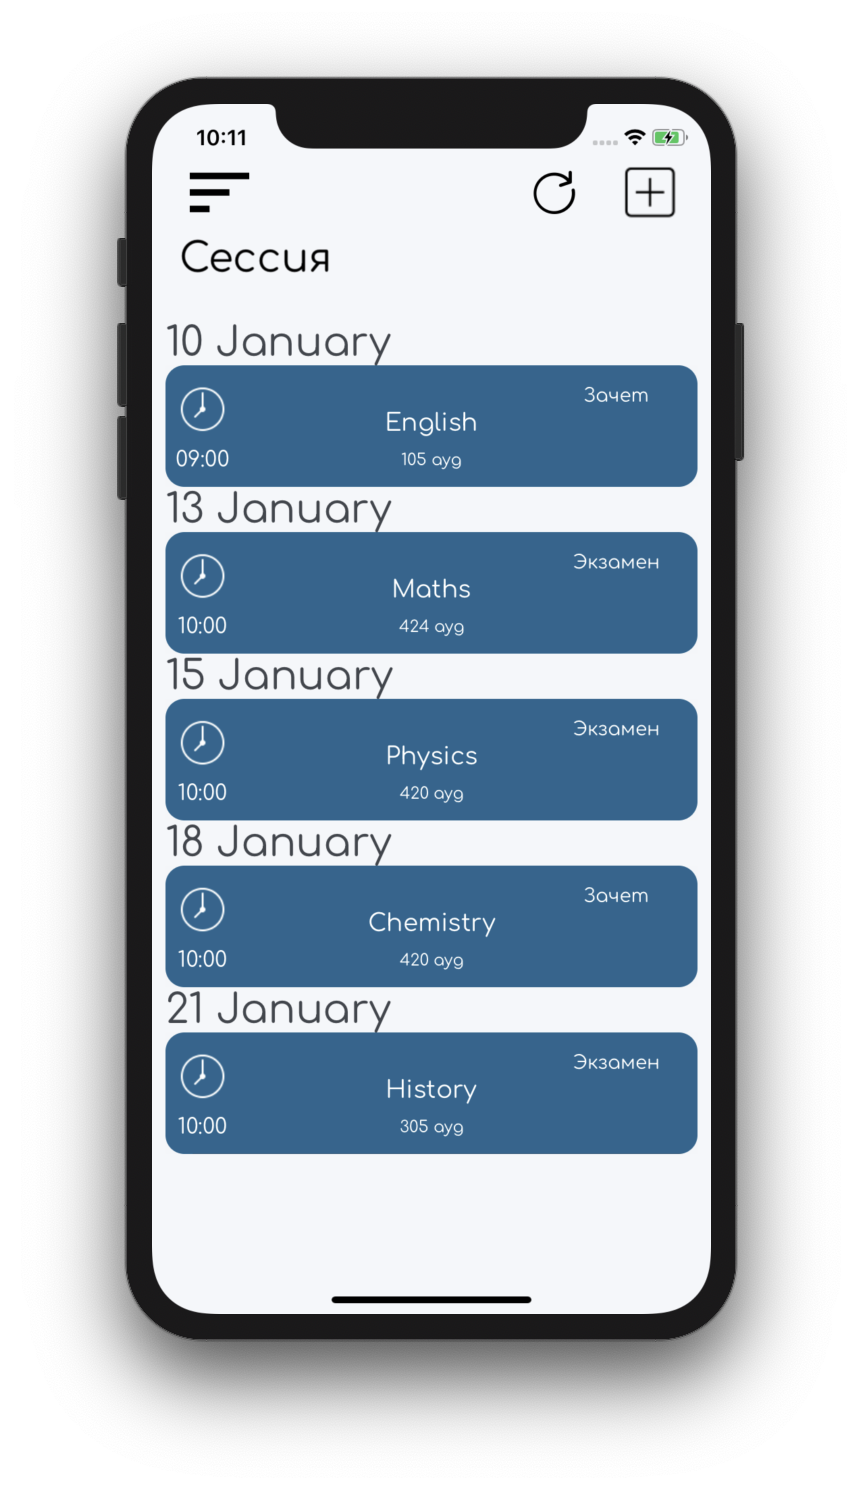 10:11
Сессия
10 January
Зачет
English
09:00
105 ауд
13 January
Экзамен
Maths
10:00
424 ауд
15 January
Экзамен
Physics
10:00
420 ауд
18 January
Зачет
Chemistry
10:00
420 ауд
21 January
Экзамен
History
10:00
305 ауд